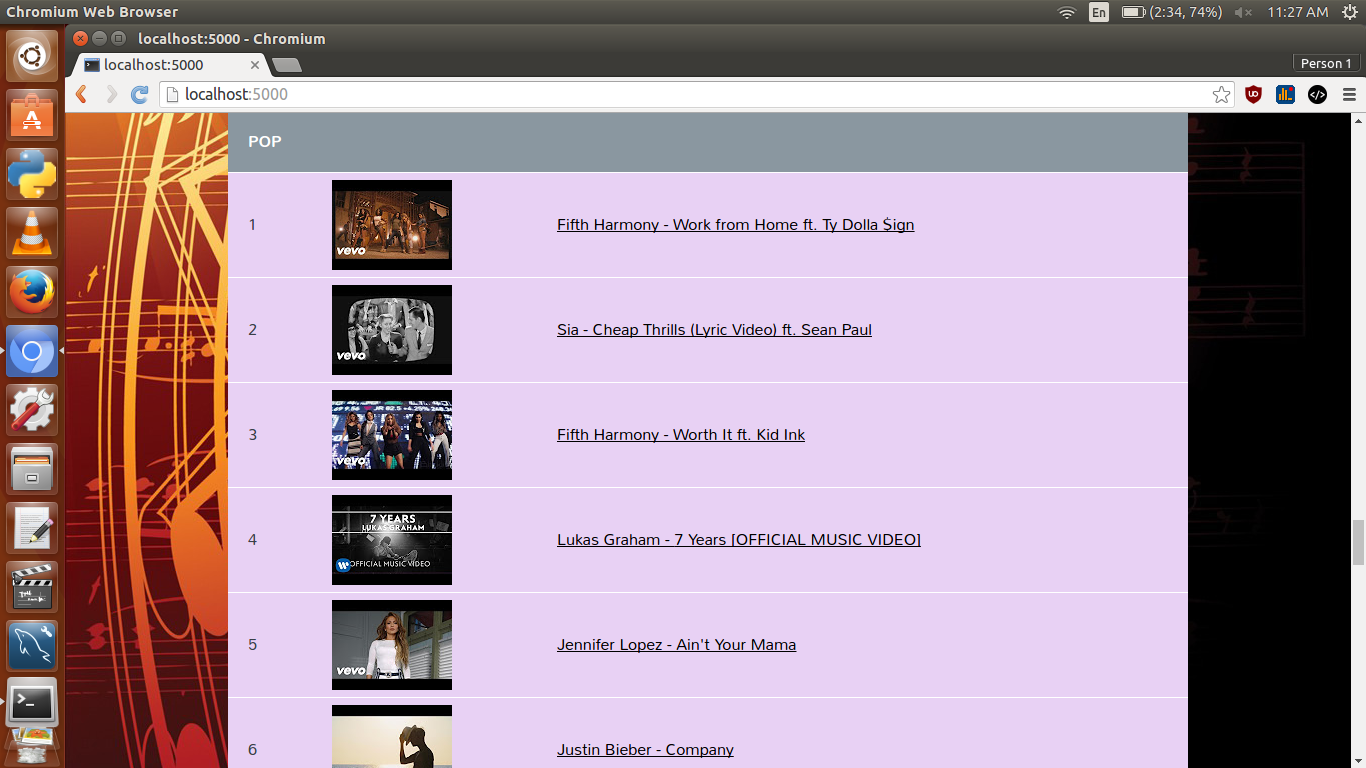 Chromium Web Browser
En
(2:34, 74%)
11:27 AM
localhost:5000 - Chromium
localhost:5000
Person 1
localhost:5000
POP
1
vevo
Fifth Harmony - Work from Home ft. Ty Dolla $ign
2
vevo
Sia - Cheap Thrills (Lyric Video) ft. Sean Paul
3
vevo
Fifth Harmony - Worth It ft. Kid Ink
4
7 YEARS
LUKAS GRAHAM
OFFICIAL MUSIC VIDEO
Lukas Graham - 7 Years [OFFICIAL MUSIC VIDEO]
5
vevo
Jennifer Lopez - Ain't Your Mama
6
Justin Bieber - Company